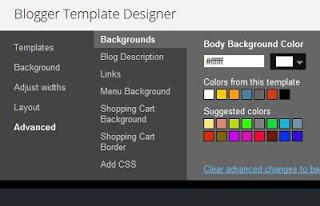 Blogger Template Designer
Templates
Background
Adjust widths
Layout
Advanced
Backgrounds
Blog Description
Links
Menu Background
Shopping Cart
Background
Shopping Cart
Border
Add CSS
Body Background Color
#ffffff
Colors from this template
Suggested colors
Clear advanced changes to ba